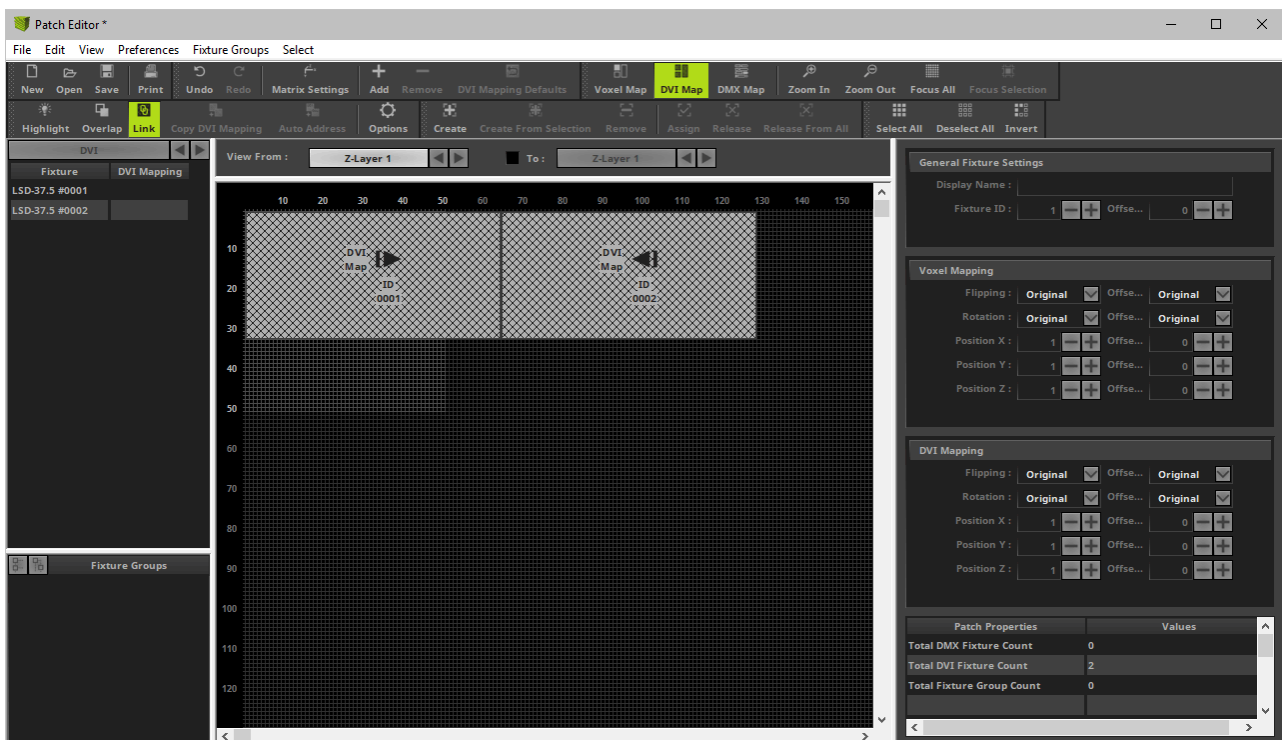 Patch Editor *
File Edit View Preferences Fixture Groups Select
New Open Save Print Undo Redo Matrix Settings Add Remove DVI Mapping Defaults Voxel Map DVI Map DMX Map Zoom In Zoom Out Focus All Focus Selection
Highlight Overlap Link Copy DVI Mapping Auto Address Options Create Create From Selection Remove Assign Release Release From All Select All Deselect All Invert
DVI
Fixture DVI Mapping
LSD-37.5 #0001
LSD-37.5 #0002
Fixture Groups
View From : Z-Layer 1 To : Z-Layer 1
10 20 30 40 50 60 70 80 90 100 110 120 130 140 150
10
20
30
40
50
60
70
80
90
100
110
120
DVI
Map
ID
0001
DVI
Map
ID
0002
General Fixture Settings
Display Name :
Fixture ID : 1 Offse... 0
Voxel Mapping
Flipping : Original Offse... Original
Rotation : Original Offse... Original
Position X : 1 Offse... 0
Position Y : 1 Offse... 0
Position Z : 1 Offse... 0
DVI Mapping
Flipping : Original Offse... Original
Rotation : Original Offse... Original
Position X : 1 Offse... 0
Position Y : 1 Offse... 0
Position Z : 1 Offse... 0
Patch Properties Values
Total DMX Fixture Count 0
Total DVI Fixture Count 2
Total Fixture Group Count 0